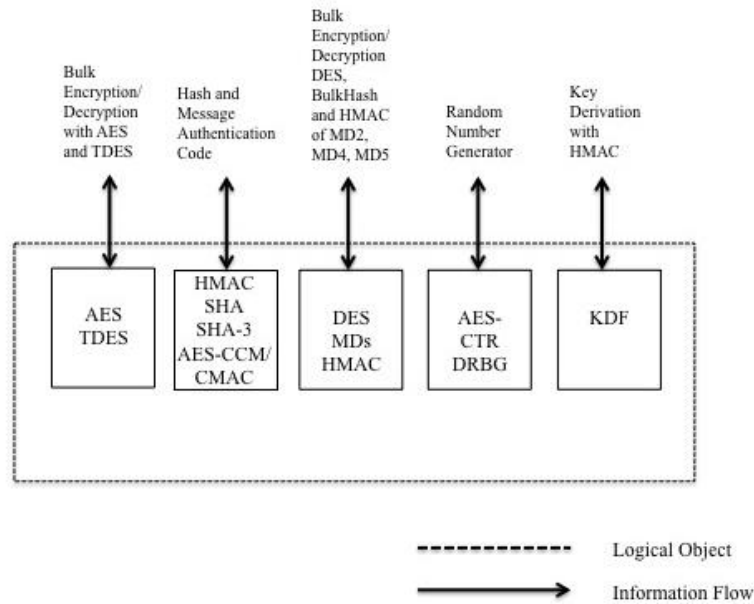 Bulk
Encryption/
Decryption
with AES
and TDES
Hash and
Message
Authentication
Code
Bulk
Encryption/
Decryption
DES,
BulkHash
and HMAC
of MD2,
MD4, MD5
Random
Number
Generator
Key
Derivation
with
HMAC
AES
TDES
HMAC
SHA
SHA-3
AES-CCM/
CMAC
DES
MDs
HMAC
AES-
CTR
DRBG
KDF
Logical Object
Information Flow